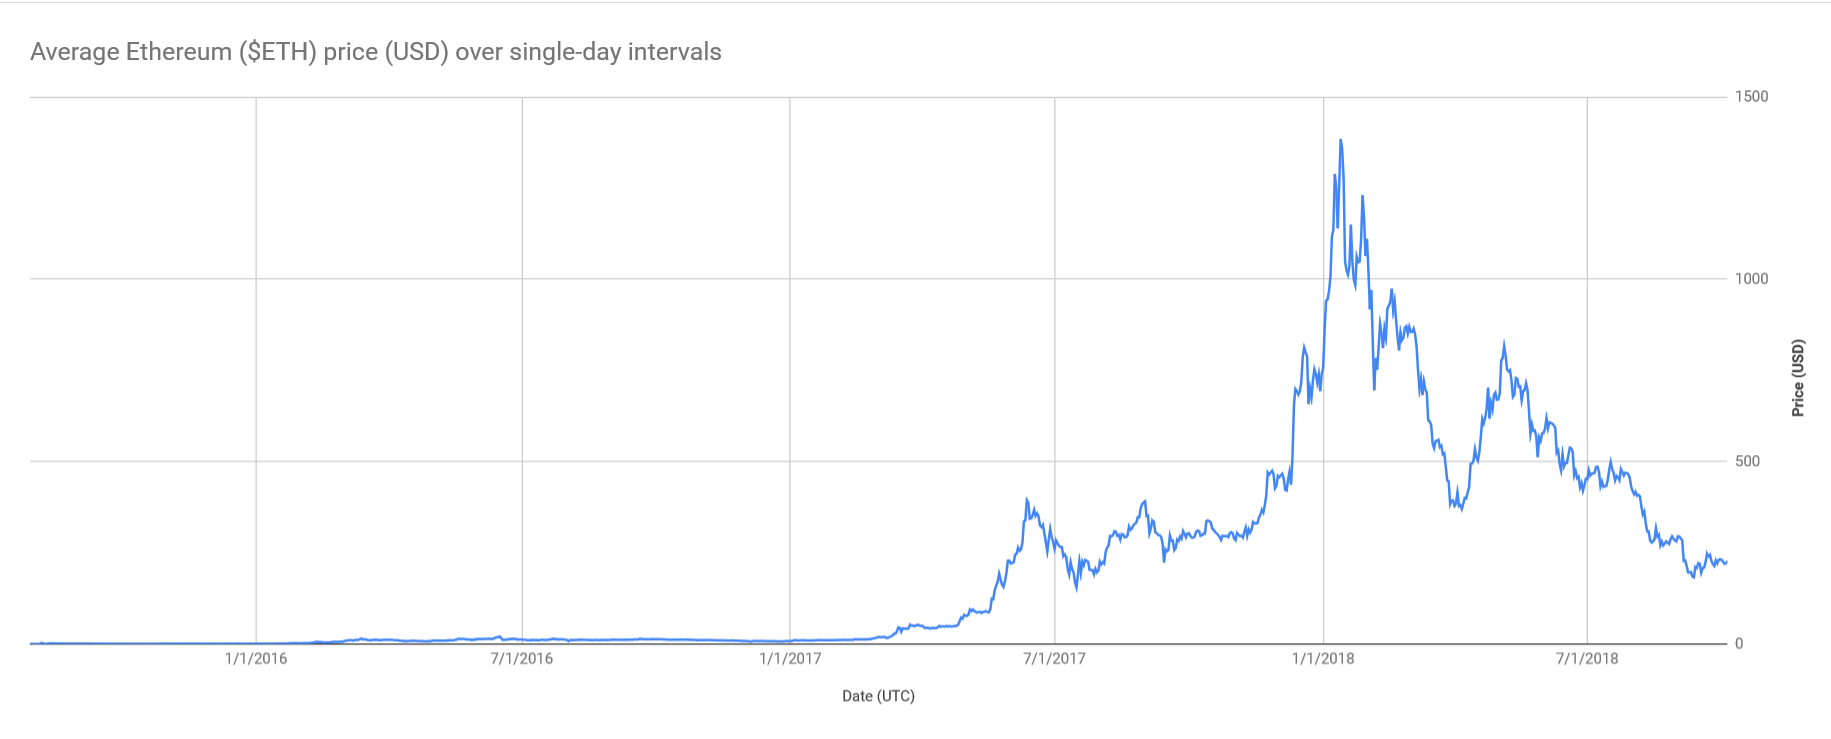 Average Ethereum ($ETH) price (USD) over single-day intervals
1500
1000
500
0
Price (USD)
1/1/2016 7/1/2016 1/1/2017 7/1/2017 1/1/2018 7/1/2018
Date (UTC)